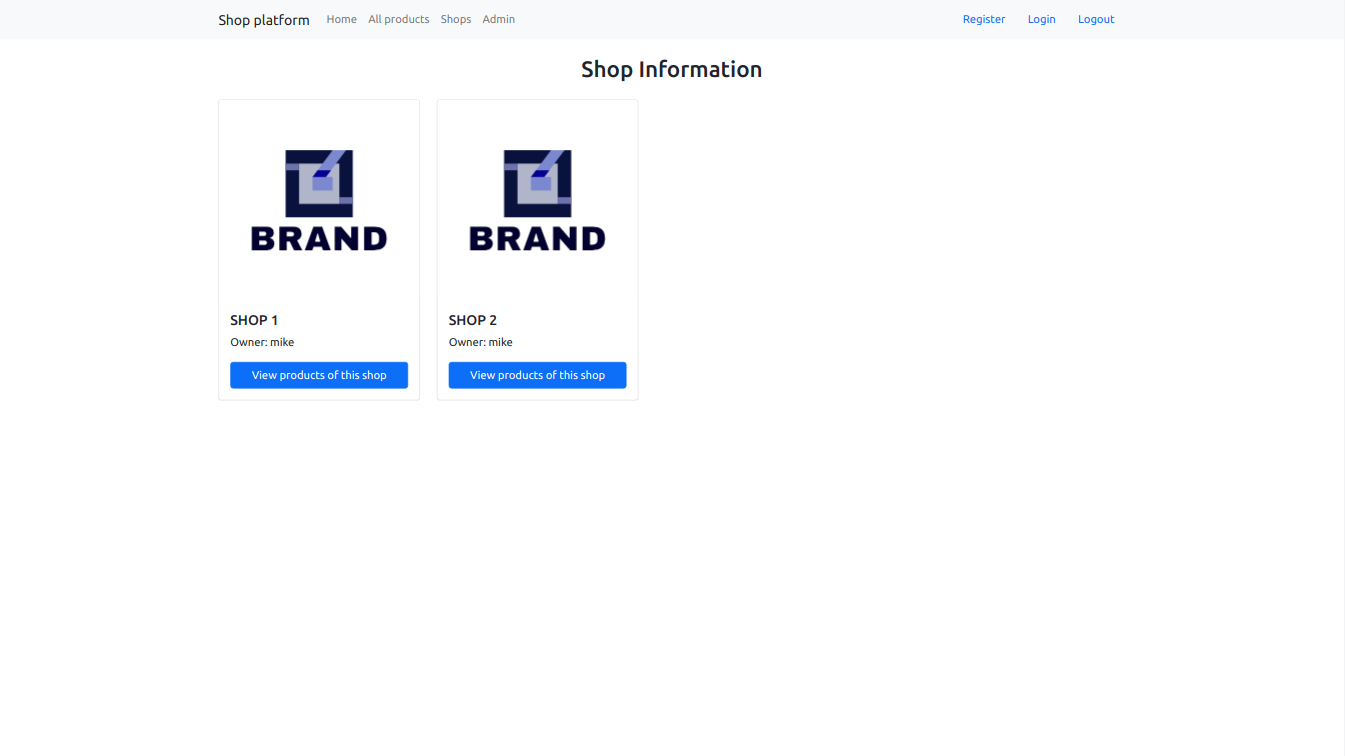 Shop platform Home All products Shops Admin Register Login Logout
Shop Information
BRAND
SHOP 1
Owner: mike
View products of this shop
BRAND
SHOP 2
Owner: mike
View products of this shop